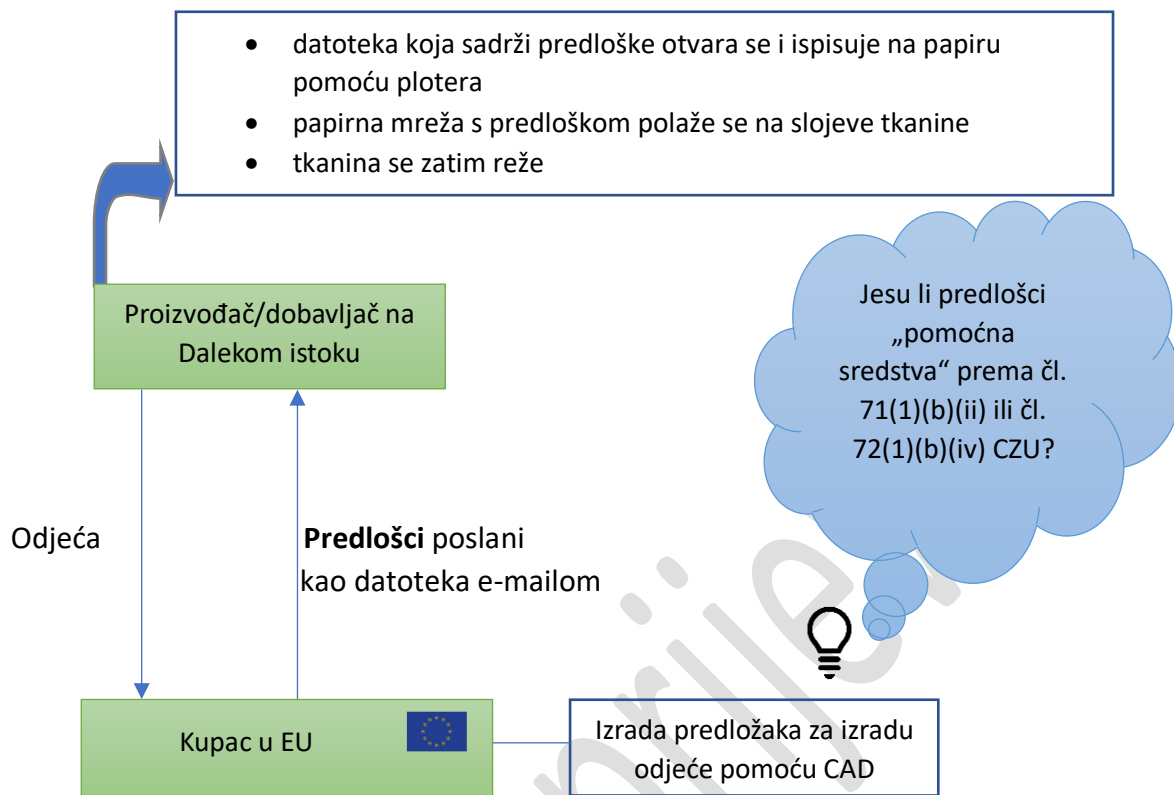 • datoteka koja sadrži predloške otvara se i ispisuje na papiru
pomoću plotera
• papirna mreža s predloškom polaže se na slojeve tkanine
• tkanina se zatim reže
Proizvođač/dobavljač na
Dalekom istoku
Jesu li predlošci
„pomoćna
sredstva“ prema čl.
71(1)(b)(ii) ili čl.
72(1)(b)(iv) CZU?
Odjeća
Predlošci poslani
kao datoteka e-mailom
Kupac u EU
Izrada predložaka za izradu
odjeće pomoću CAD